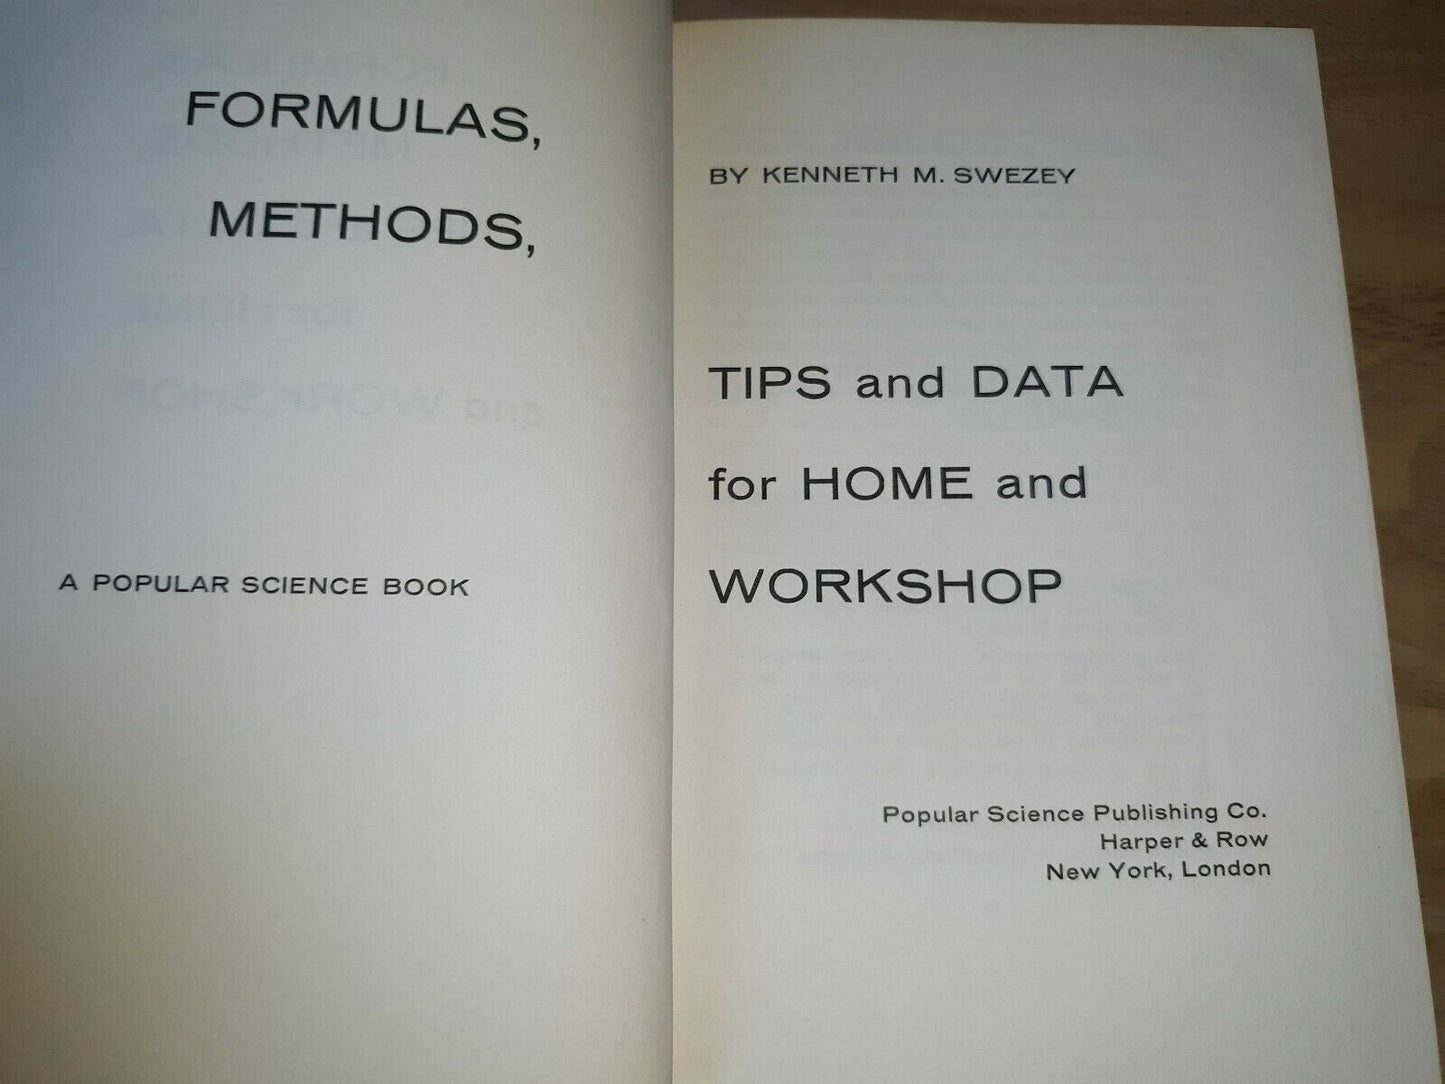 FORMULAS,
METHODS,
A POPULAR SCIENCE BOOK
BY KENNETH M. SWEZEY
TIPS and DATA
for HOME and
WORKSHOP
Popular Science Publishing Co.
Harper & Row
New York, London